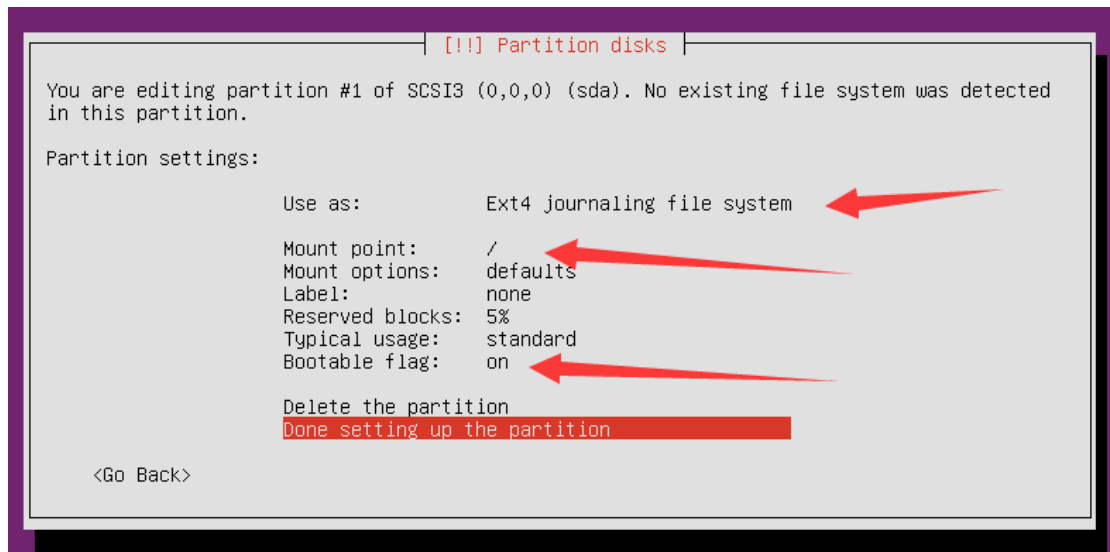 [!!] Partition disks
You are editing partition #1 of SCSI3 (0,0,0) (sda). No existing file system was detected
in this partition.
Partition settings:
Use as: Ext4 journaling file system
Mount point: /
Mount options: defaults
Label: none
Reserved blocks: 5%
Typical usage: standard
Bootable flag: on
Delete the partition
Done setting up the partition
<Go Back>